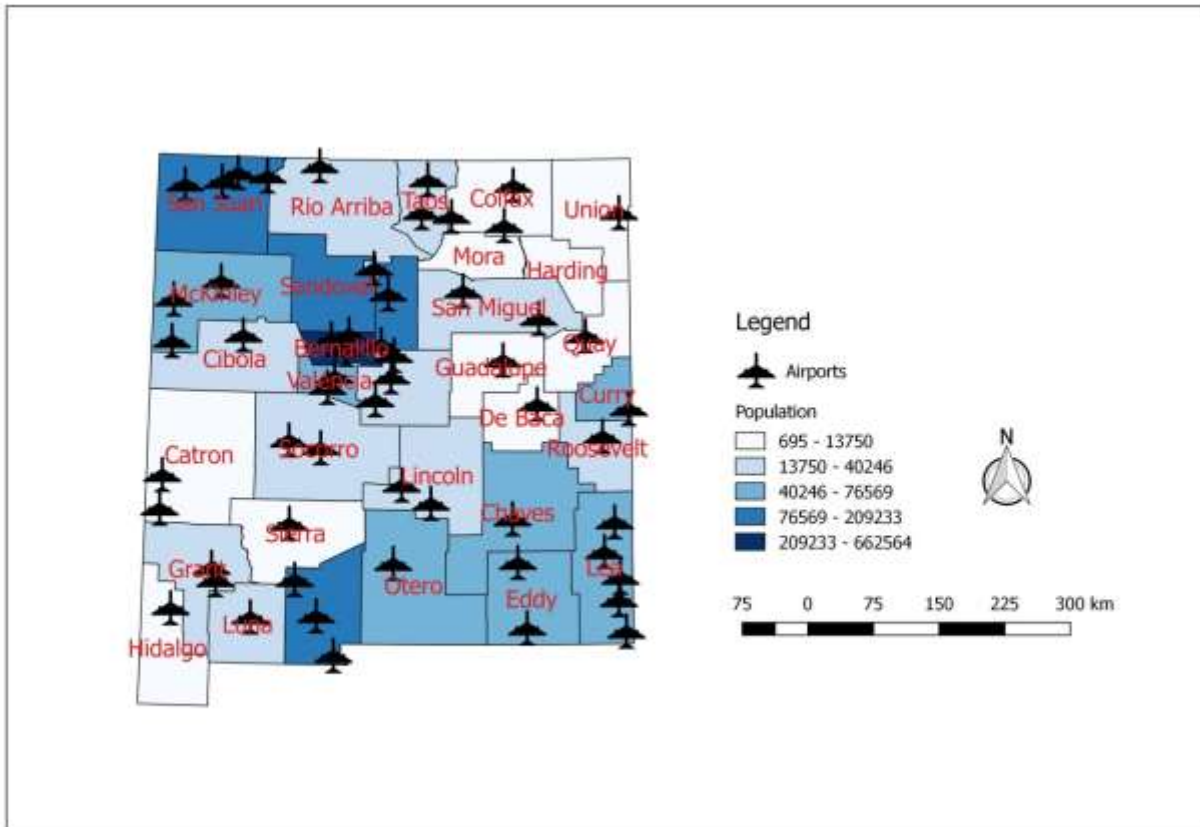 San Juan
Rio Arriba
Taos
Colfax
Union
Mora
Harding
McKinley
Sandoval
San Miguel
Cibola
Bernalillo
Quay
Guadalupe
Valencia
Curry
De Baca
Catron
Socorro
Roosevelt
Lincoln
Chaves
Sierra
Grant
Otero
Lea
Eddy
Luna
Hidalgo
Legend
Airports
Population
695 - 13750
13750 - 40246
40246 - 76569
76569 - 209233
209233 - 662564
N
75 0 75 150 225 300 km